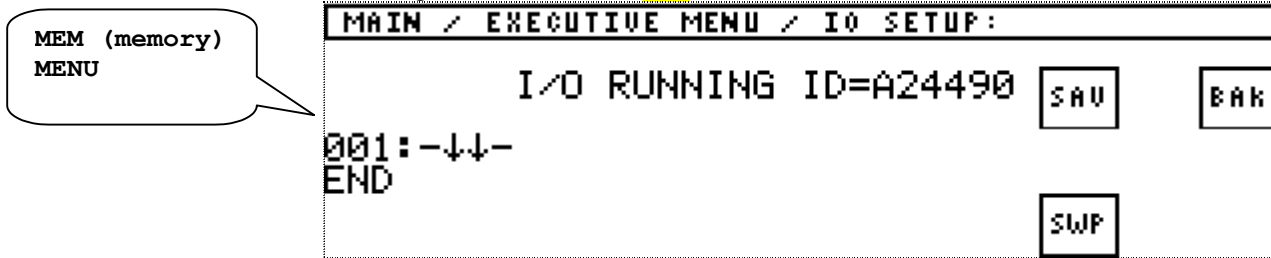 MEM (memory)
MENU
MAIN / EXECUTIVE MENU / IO SETUP:
I/O RUNNING ID=A24490
SAV
BAK
001:-↓↓-
END
SWP